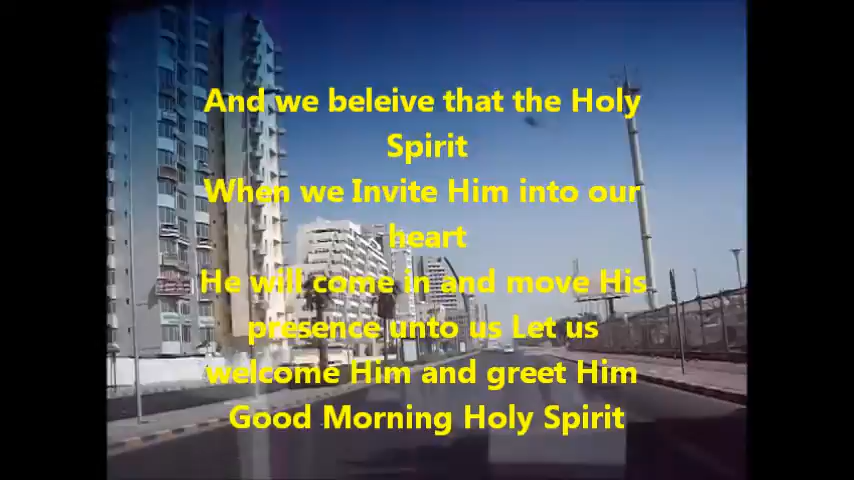 And we beleive that the Holy
Spirit
When we Invite Him into our
heart
He will come in and move His
presence unto us Let us
welcome Him and greet Him
Good Morning Holy Spirit